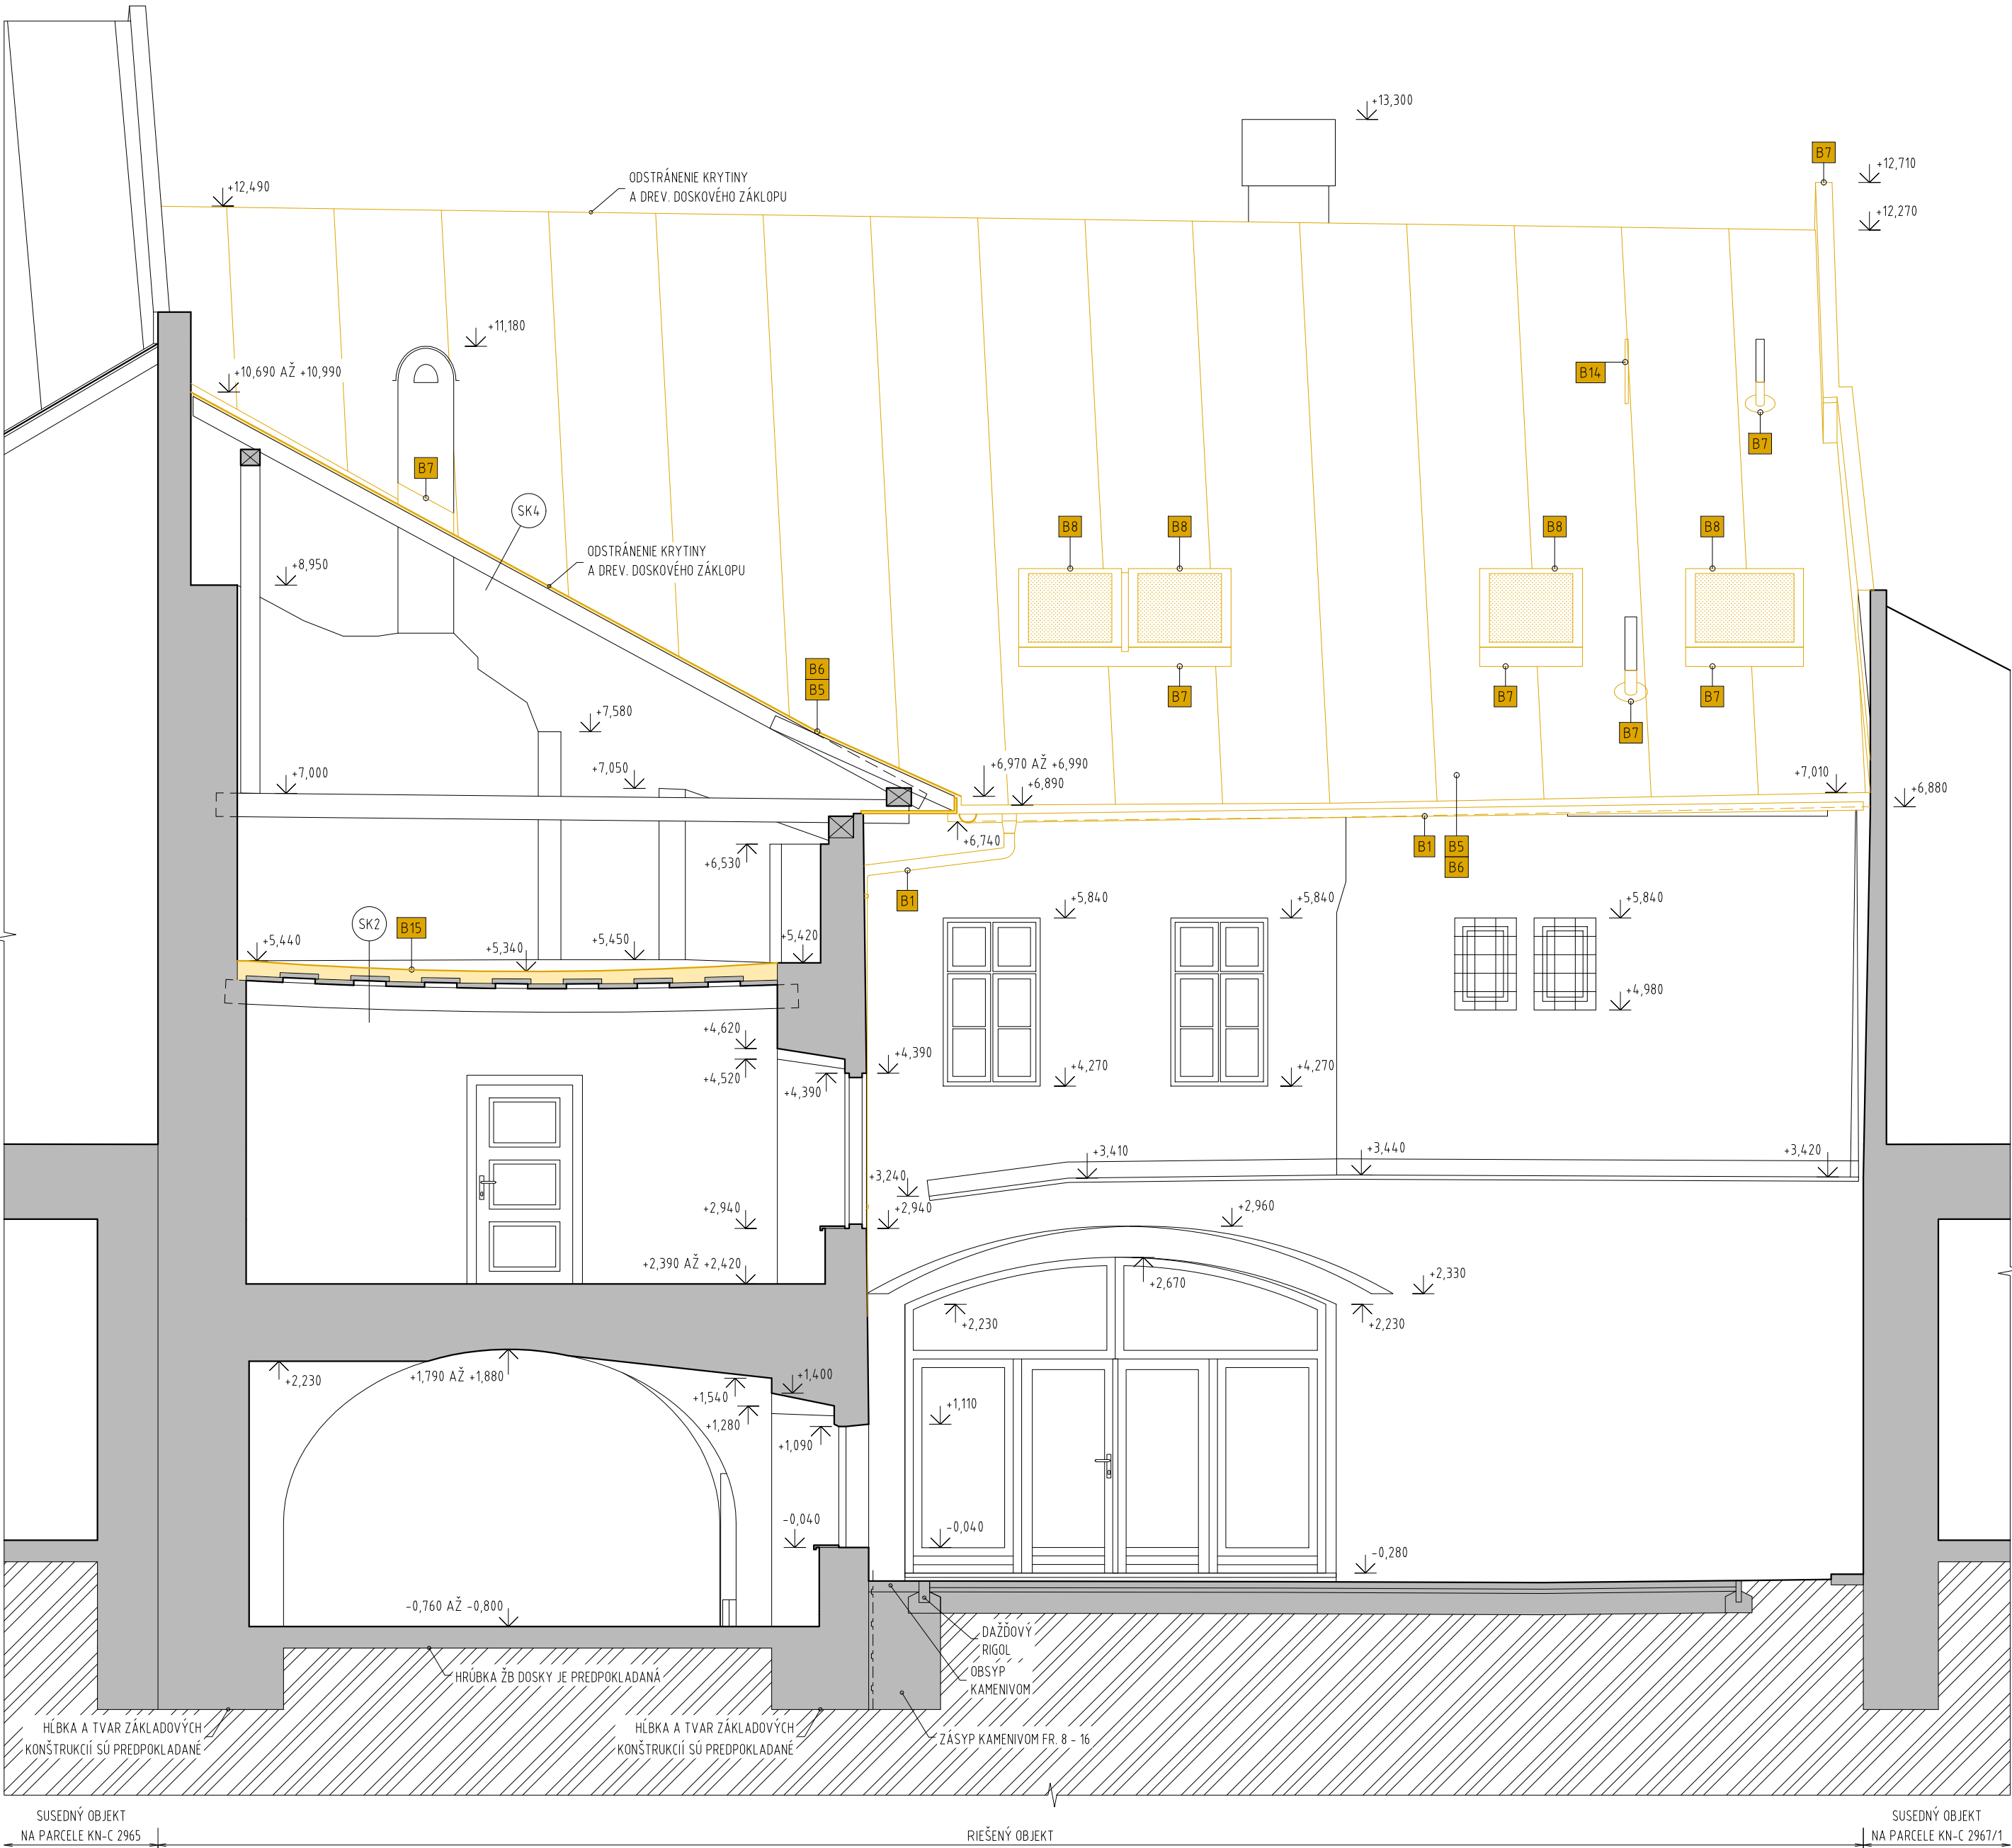 +13,300
B7
+12,710
ODSTRÁNENIE KRYTINY
A DREV. DOSKOVÉHO ZÁKLOPU
+12,490
+12,270
+11,180
+10,690 AŽ +10,990
B14
B7
B7
SK4
B8
B8
B8
B8
ODSTRÁNENIE KRYTINY
A DREV. DOSKOVÉHO ZÁKLOPU
+8,950
B6
B5
B7
B7
B7
B7
+7,580
+7,000
+7,050
+6,970 AŽ +6,990
+6,890
+7,010
+6,880
+6,740
B1
B5
B6
+6,530
B1
+5,840
+5,840
+5,840
SK2
B15
+5,440
+5,340
+5,450
+5,420
+4,980
+4,620
+4,520
+4,390
+4,390
+4,270
+4,270
+3,410
+3,440
+3,420
+3,240
+2,940
+2,940
+2,960
+2,390 AŽ +2,420
+2,670
+2,330
+2,230
+2,230
+2,230
+1,790 AŽ +1,880
+1,400
+1,540
+1,280
+1,110
+1,090
-0,040
-0,040
-0,280
-0,760 AŽ -0,800
DAŽĎOVÝ
RIGOL
OBSYP
KAMENIVOM
HRÚBKA ŽB DOSKY JE PREDPOKLADANÁ
HĹBKA A TVAR ZÁKLADOVÝCH
KONŠTRUKCIÍ SÚ PREDPOKLADANÉ
HĹBKA A TVAR ZÁKLADOVÝCH
KONŠTRUKCIÍ SÚ PREDPOKLADANÉ
ZÁSYP KAMENIVOM FR. 8 - 16
SUSEDNÝ OBJEKT
NA PARCELE KN-C 2965
RIEŠENÝ OBJEKT
SUSEDNÝ OBJEKT
NA PARCELE KN-C 2967/1